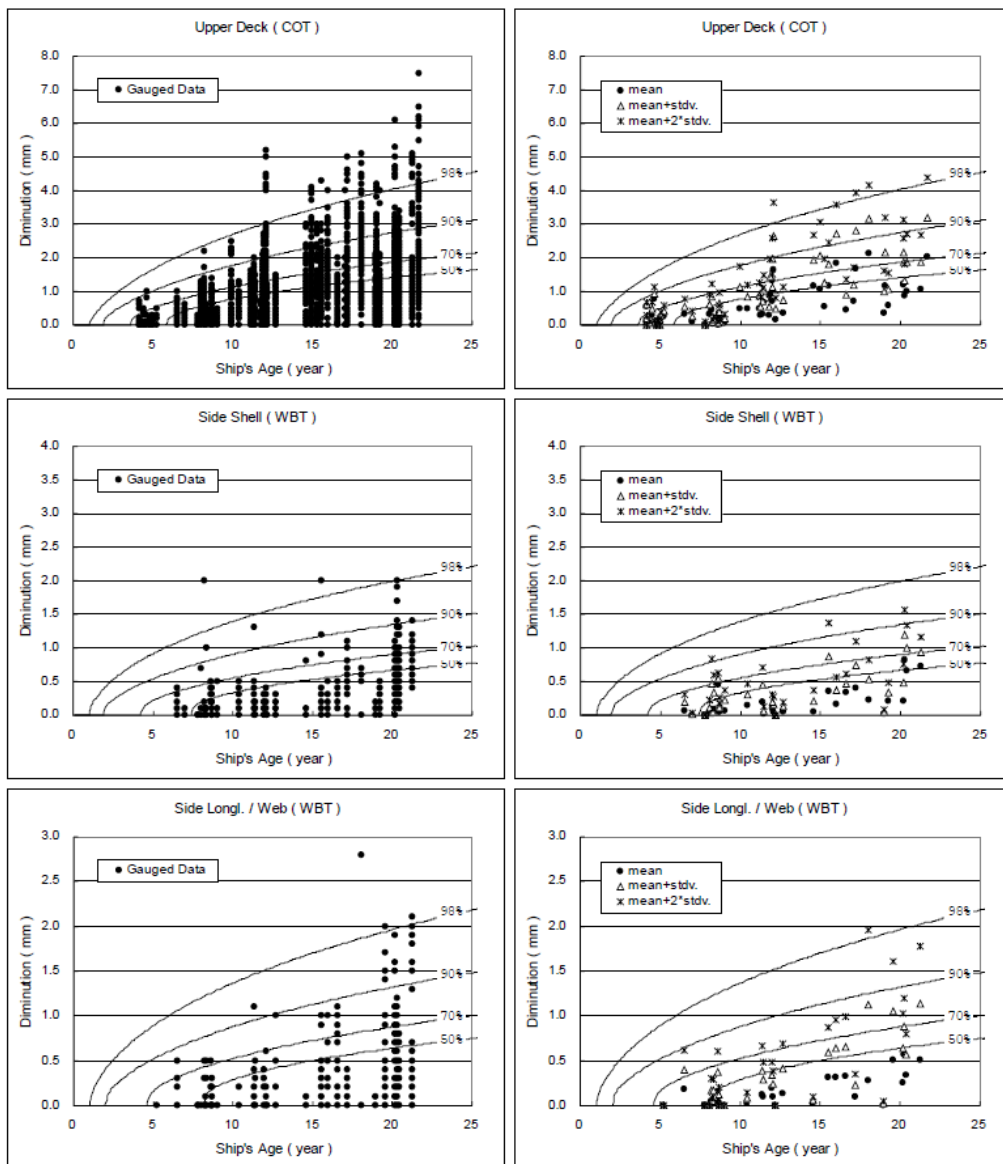 Upper Deck ( COT )
Diminution ( mm )
8.0
7.0
6.0
5.0
4.0
3.0
2.0
1.0
0.0
Gauged Data
98%
90%
70%
50%
0 5 10 15 20 25
Ship's Age ( year )
Upper Deck ( COT )
Diminution ( mm )
8.0
7.0
6.0
5.0
4.0
3.0
2.0
1.0
0.0
mean
mean+stdv.
mean+2*stdv.
98%
90%
70%
50%
0 5 10 15 20 25
Ship's Age ( year )
Side Shell ( WBT )
Diminution ( mm )
4.0
3.5
3.0
2.5
2.0
1.5
1.0
0.5
0.0
Gauged Data
98%
90%
70%
50%
0 5 10 15 20 25
Ship's Age ( year )
Side Shell ( WBT )
Diminution ( mm )
4.0
3.5
3.0
2.5
2.0
1.5
1.0
0.5
0.0
mean
mean+stdv.
mean+2*stdv.
98%
90%
70%
50%
0 5 10 15 20 25
Ship's Age ( year )
Side Longl. / Web ( WBT )
Diminution ( mm )
3.0
2.5
2.0
1.5
1.0
0.5
0.0
Gauged Data
98%
90%
70%
50%
0 5 10 15 20 25
Ship's Age ( year )
Side Longl. / Web ( WBT )
Diminution ( mm )
3.0
2.5
2.0
1.5
1.0
0.5
0.0
mean
mean+stdv.
mean+2*stdv.
98%
90%
70%
50%
0 5 10 15 20 25
Ship's Age ( year )